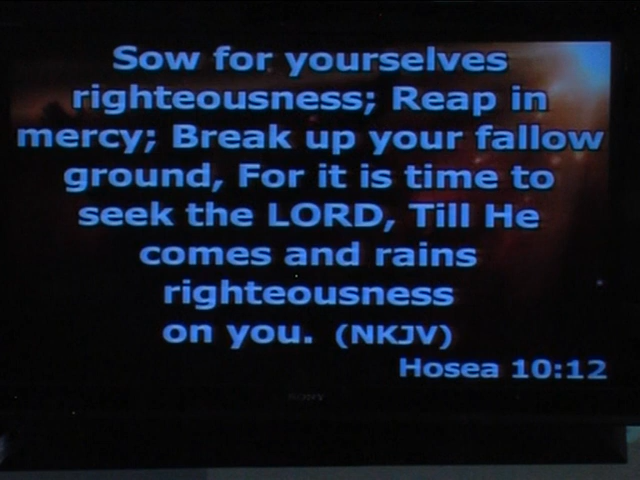 Sow for yourselves
righteousness; Reap in
mercy; Break up your fallow
ground, For it is time to
seek the LORD, Till He
comes and rains
righteousness
on you. (NKJV)
Hosea 10:12
SONY